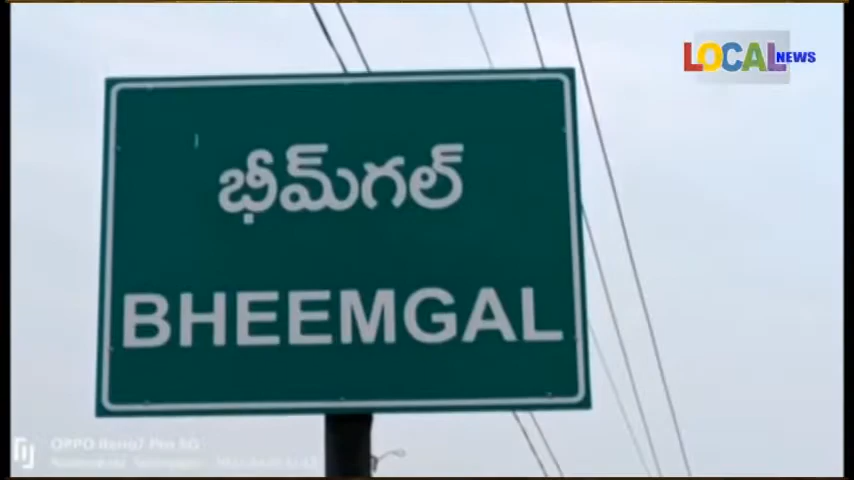 LOCAL NEWS
భీమ్‌గల్
BHEEMGAL
OPPO Reno7 Pro 5G